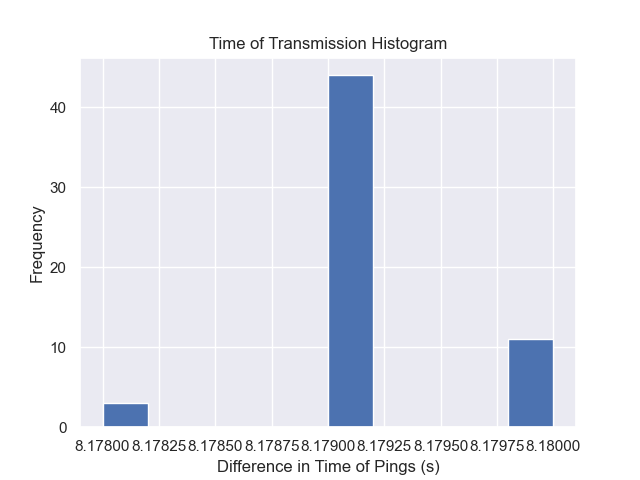 Time of Transmission Histogram
Frequency
40
30
20
10
0
8.17800 8.17825 8.17850 8.17875 8.17900 8.17925 8.17950 8.17975 8.18000
Difference in Time of Pings (s)